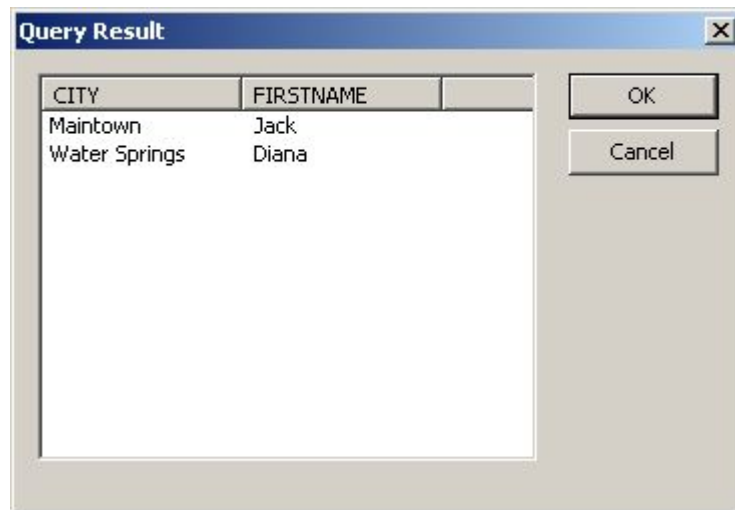 Query Result
CITY FIRSTNAME
Maintown Jack
Water Springs Diana
OK
Cancel